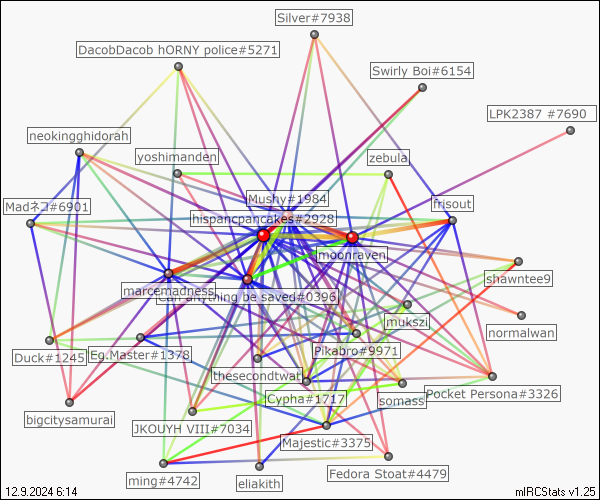 Silver#7938
DacobDacob hORNY police#5271
Swirly Boi#6154
LPK2387 #7690
neokingghidorah
yoshimanden
zebula
Mushy#1984
frisout
Madネコ#6901
hispancpancakes#2928
moonraven
shawntee9
marcemadness
Can anything be saved#0396
mukszi
normalwan
Duck#1245
Eg.Master#1378
Pikabro#9971
thesecondtwat
Cypha#1717
somass
Pocket Persona#3326
bigcitysamurai
JKOUYH VIII#7034
Majestic#3375
ming#4742
eliakith
Fedora Stoat#4479
12.9.2024 6:14
mIRCStats v1.25